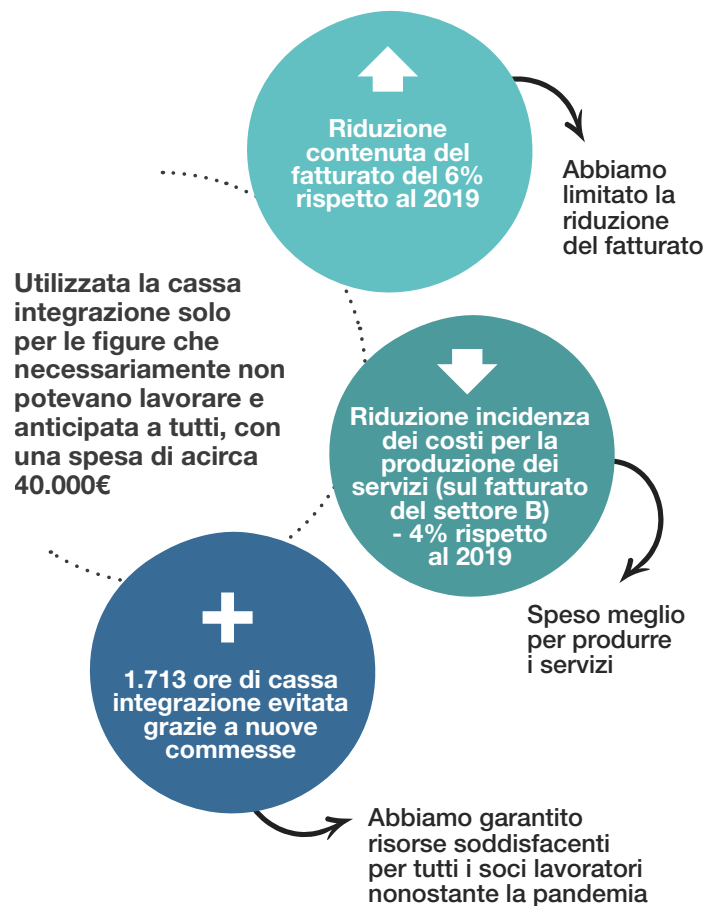 Riduzione
contenuta del
fatturato del 6%
rispetto al 2019
Abbiamo
limitato la
riduzione
del fatturato
Utilizzata la cassa
integrazione solo
per le figure che
necessariamente non
potevano lavorare e
anticipata a tutti, con
una spesa di acirca
40.000€
Riduzione incidenza
dei costi per la
produzione dei
servizi (sul fatturato
del settore B)
- 4% rispetto
al 2019
Speso meglio
per produrre
i servizi
1.713 ore di cassa
integrazione evitata
grazie a nuove
commesse
Abbiamo garantito
risorse soddisfacenti
per tutti i soci lavoratori
nonostante la pandemia